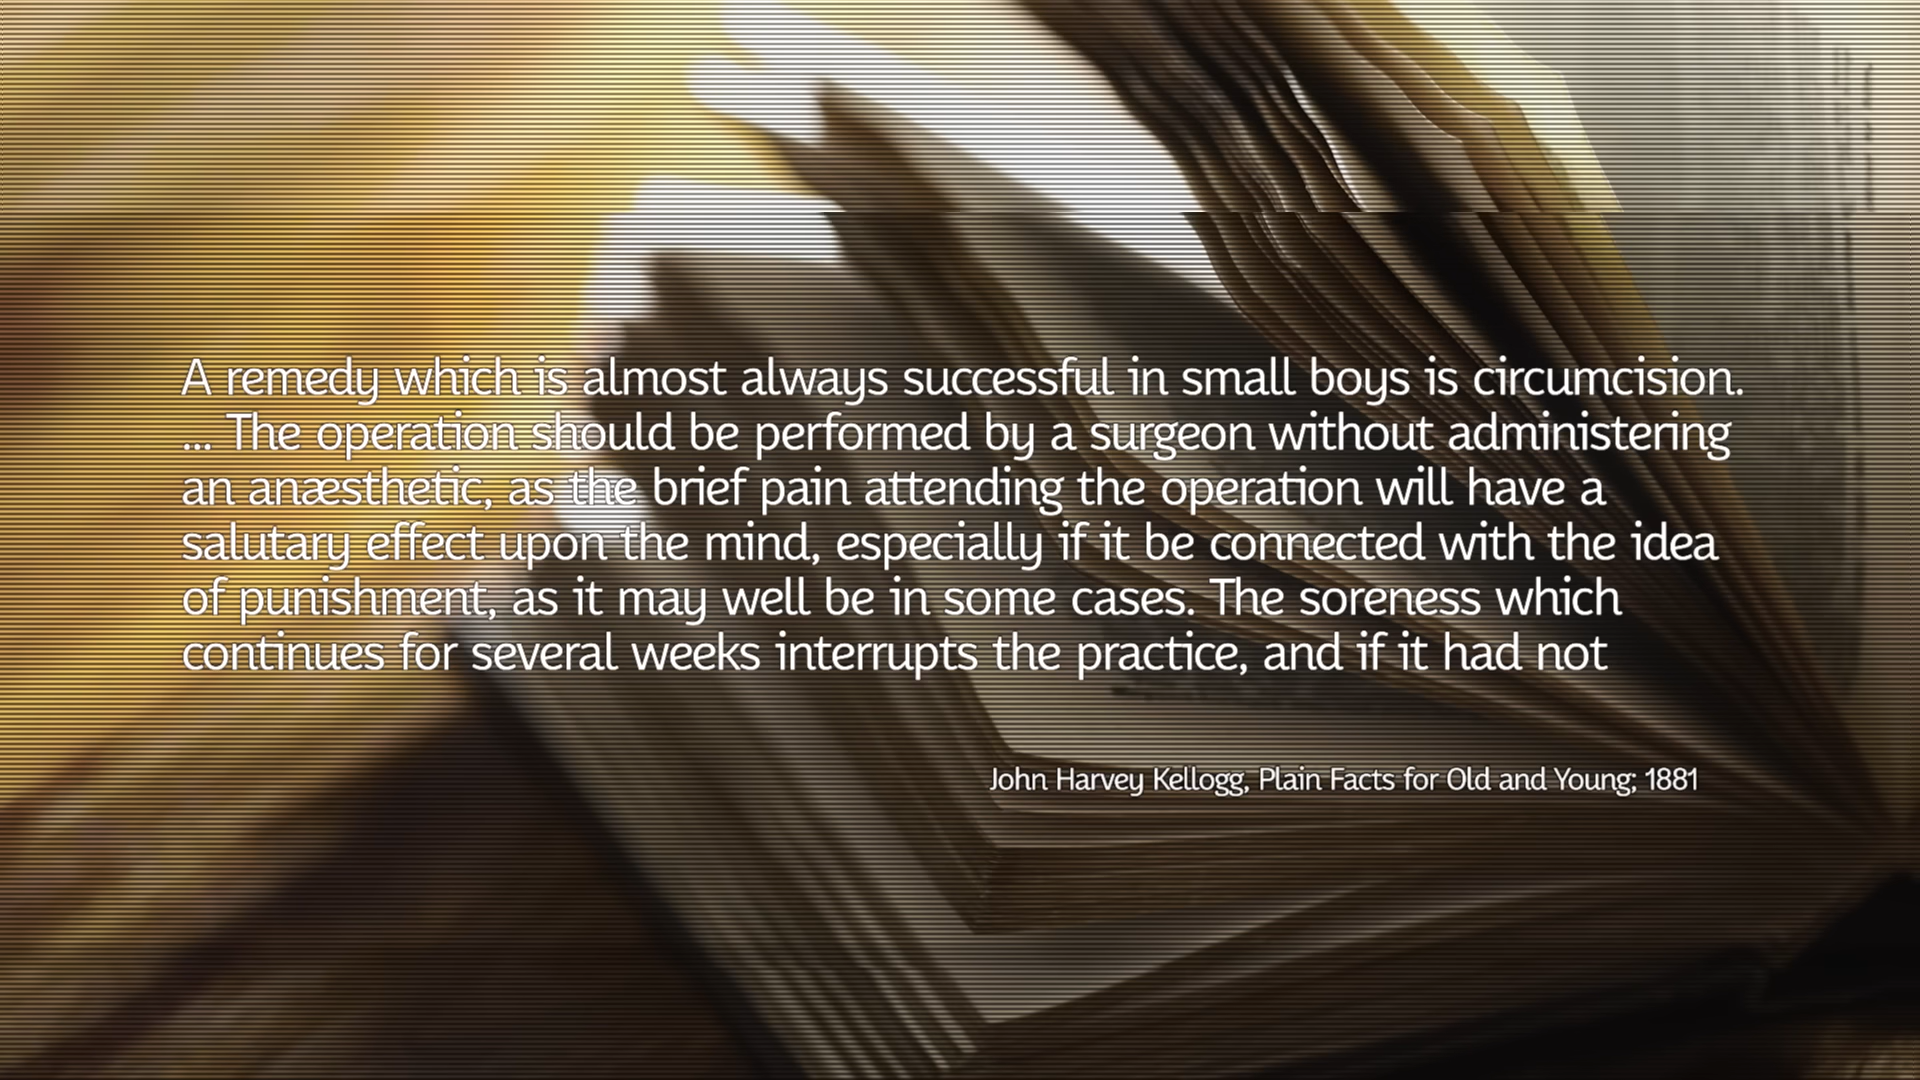 A remedy which is almost always successful in small boys is circumcision.
... The operation should be performed by a surgeon without administering
an anæsthetic, as the brief pain attending the operation will have a
salutary effect upon the mind, especially if it be connected with the idea
of punishment, as it may well be in some cases. The soreness which
continues for several weeks interrupts the practice, and if it had not
John Harvey Kellogg, Plain Facts for Old and Young; 1881